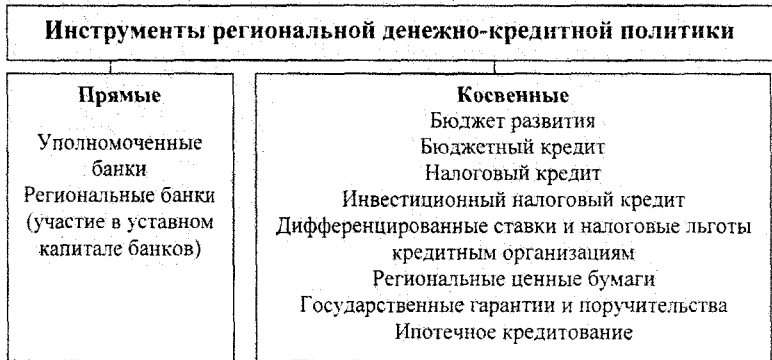 Инструменты региональной денежно-кредитной политики
Прямые
Уполномоченные
банки
Региональные банки
(участие в уставном
капитале банков)
Косвенные
Бюджет развития
Бюджетный кредит
Налоговый кредит
Инвестиционный налоговый кредит
Дифференцированные ставки и налоговые льготы
кредитным организациям
Региональные ценные бумаги
Государственные гарантии и поручительства
Ипотечное кредитование